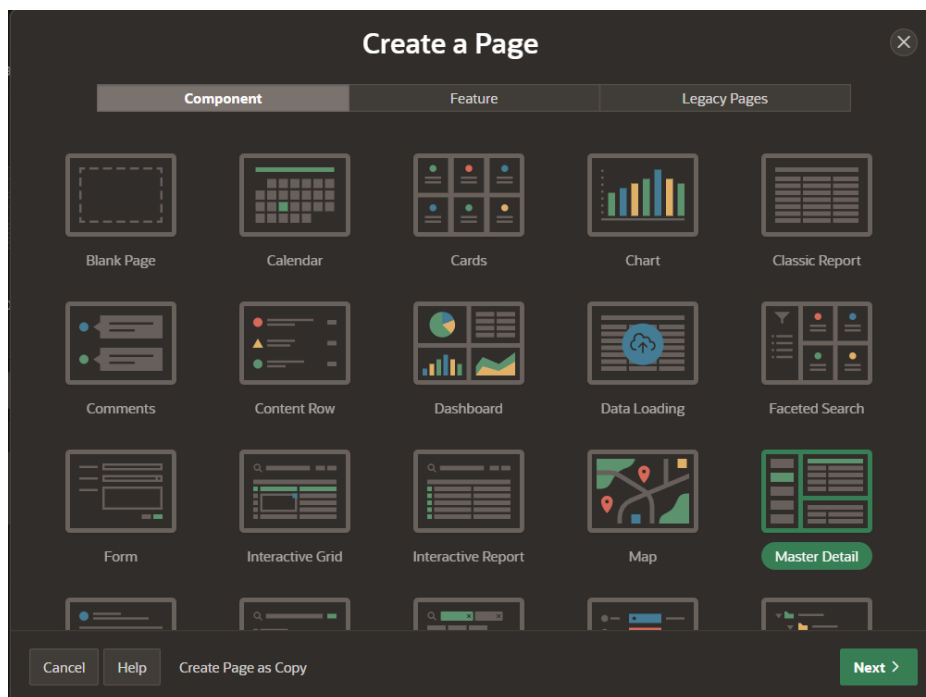 Create a Page
Component
Feature
Legacy Pages
Blank Page
Calendar
Cards
Chart
Classic Report
Comments
Content Row
Dashboard
Data Loading
Faceted Search
Form
Interactive Grid
Interactive Report
Map
Master Detail
Cancel
Help
Create Page as Copy
Next